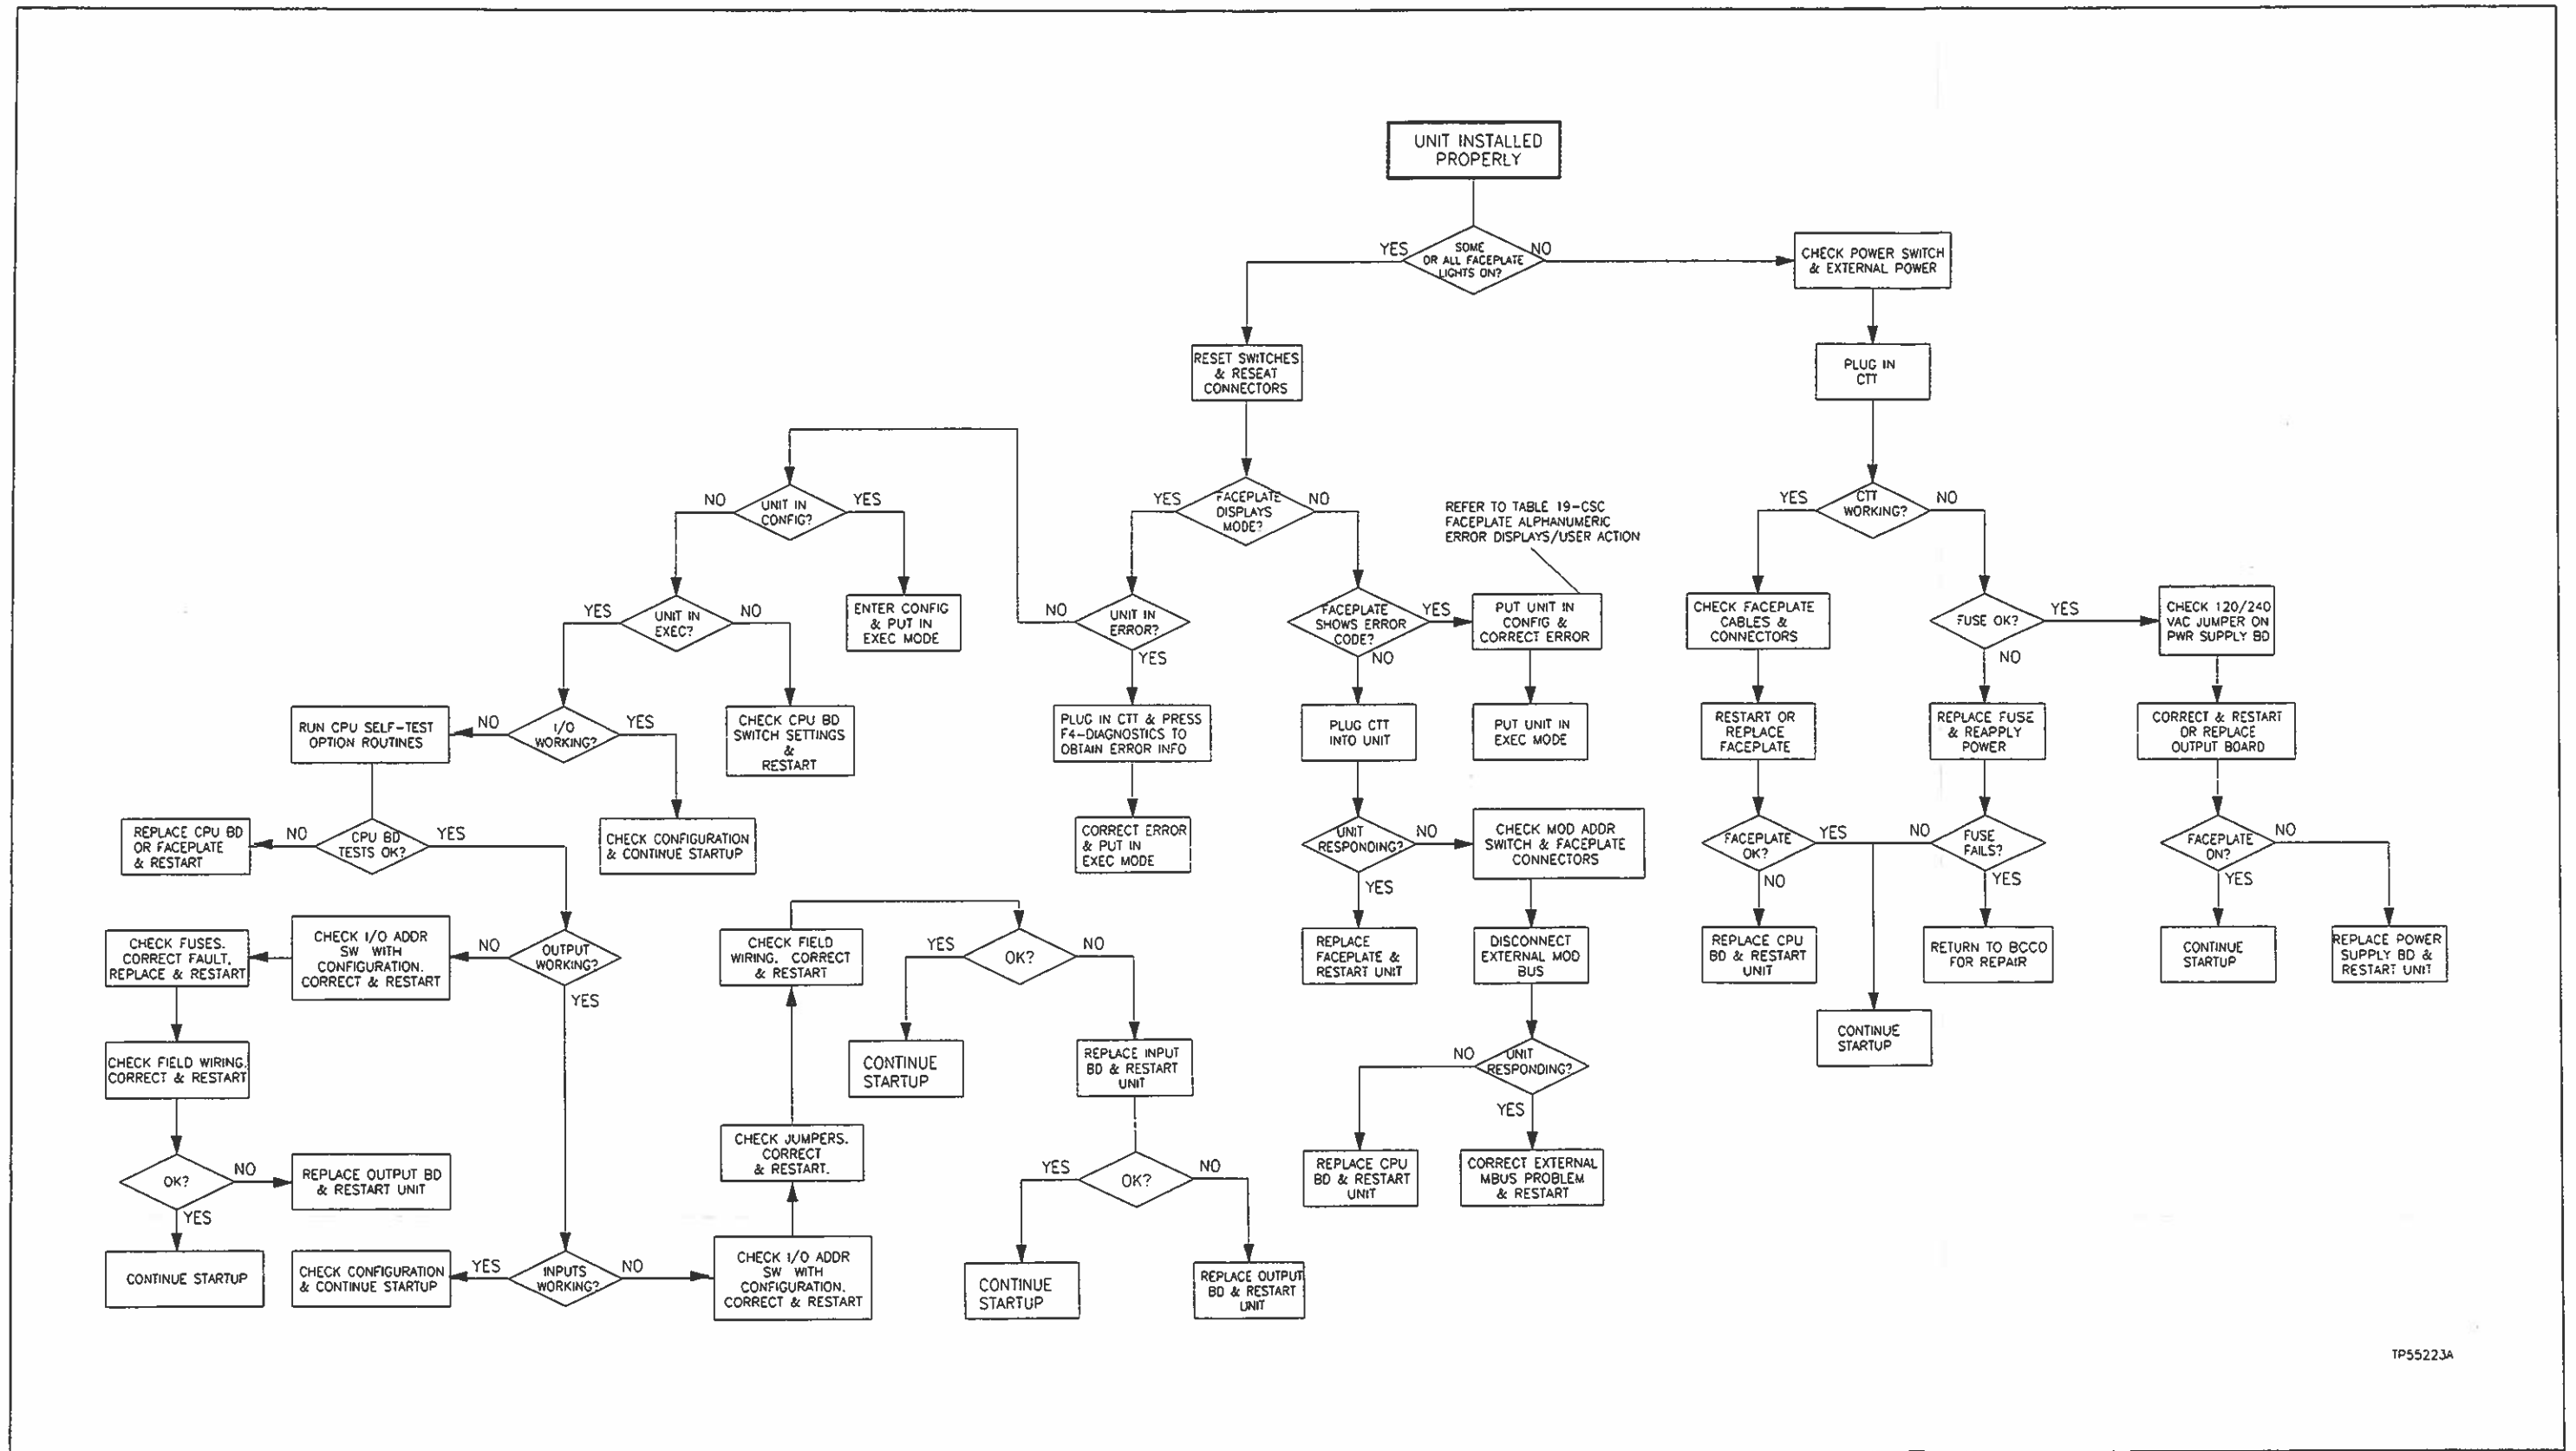 UNIT INSTALLED
PROPERLY
YES
SOME
OR ALL FACEPLATE
LIGHTS ON?
NO
CHECK POWER SWITCH
& EXTERNAL POWER
RESET SWITCHES
& RESEAT
CONNECTORS
PLUG IN
CTT
NO
UNIT IN
CONFIG?
YES
YES
FACEPLATE
DISPLAYS
MODE?
NO
REFER TO TABLE 19-CSC
FACEPLATE ALPHANUMERIC
ERROR DISPLAYS/USER ACTION
YES
CTT
WORKING?
NO
YES
UNIT IN
EXEC?
NO
ENTER CONFIG
& PUT IN
EXEC MODE
NO
UNIT IN
ERROR?
YES
FACEPLATE
SHOWS ERROR
CODE?
YES
NO
PUT UNIT IN
CONFIG &
CORRECT ERROR
CHECK FACEPLATE
CABLES &
CONNECTORS
FUSE OK?
YES
NO
CHECK 120/240
VAC JUMPER ON
PWR SUPPLY BD
RUN CPU SELF-TEST
OPTION ROUTINES
NO
I/O
WORKING?
YES
CHECK CPU BD
SWITCH SETTINGS
&
RESTART
PLUG IN CTT & PRESS
F4-DIAGNOSTICS TO
OBTAIN ERROR INFO
PLUG CTT
INTO UNIT
PUT UNIT IN
EXEC MODE
RESTART OR
REPLACE
FACEPLATE
REPLACE FUSE
& REAPPLY
POWER
CORRECT & RESTART
OR REPLACE
OUTPUT BOARD
REPLACE CPU BD
OR FACEPLATE
& RESTART
NO
CPU BD
TESTS OK?
YES
CHECK CONFIGURATION
& CONTINUE STARTUP
CORRECT ERROR
& PUT IN
EXEC MODE
UNIT
RESPONDING?
NO
YES
CHECK MOD ADDR
SWITCH & FACEPLATE
CONNECTORS
FACEPLATE
OK?
YES
NO
NO
FUSE
FAILS?
YES
FACEPLATE
ON?
NO
YES
CHECK FUSES.
CORRECT FAULT,
REPLACE & RESTART
CHECK I/O ADDR
SW WITH
CONFIGURATION.
CORRECT & RESTART
NO
OUTPUT
WORKING?
YES
CHECK FIELD
WIRING. CORRECT
& RESTART
YES
OK?
NO
REPLACE
FACEPLATE &
RESTART UNIT
DISCONNECT
EXTERNAL MOD
BUS
REPLACE CPU
BD & RESTART
UNIT
RETURN TO BCCO
FOR REPAIR
CONTINUE
STARTUP
REPLACE POWER
SUPPLY BD &
RESTART UNIT
CHECK FIELD WIRING.
CORRECT & RESTART
CONTINUE
STARTUP
REPLACE INPUT
BD & RESTART
UNIT
NO
UNIT
RESPONDING?
YES
CONTINUE
STARTUP
OK?
NO
YES
REPLACE OUTPUT BD
& RESTART UNIT
CHECK JUMPERS.
CORRECT
& RESTART.
YES
OK?
NO
REPLACE CPU
BD & RESTART
UNIT
CORRECT EXTERNAL
MBUS PROBLEM
& RESTART
CONTINUE STARTUP
CHECK CONFIGURATION
& CONTINUE STARTUP
YES
INPUTS
WORKING?
NO
CHECK I/O ADDR
SW WITH
CONFIGURATION.
CORRECT & RESTART
CONTINUE
STARTUP
REPLACE OUTPUT
BD & RESTART
UNIT
TP55223A